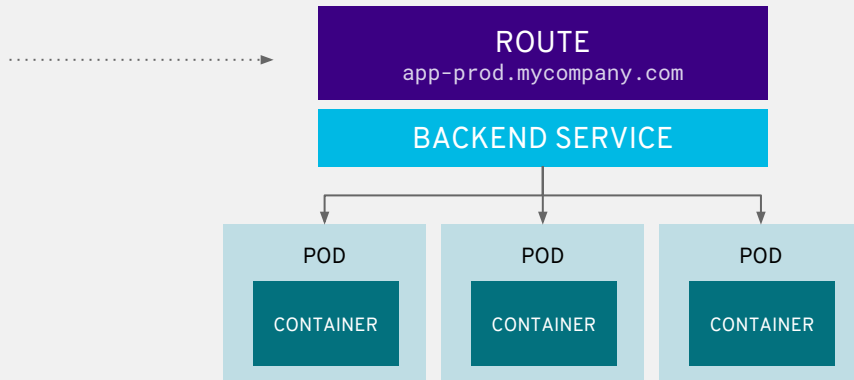 ROUTE
app-prod.mycompany.com
BACKEND SERVICE
POD
POD
POD
CONTAINER
CONTAINER
CONTAINER